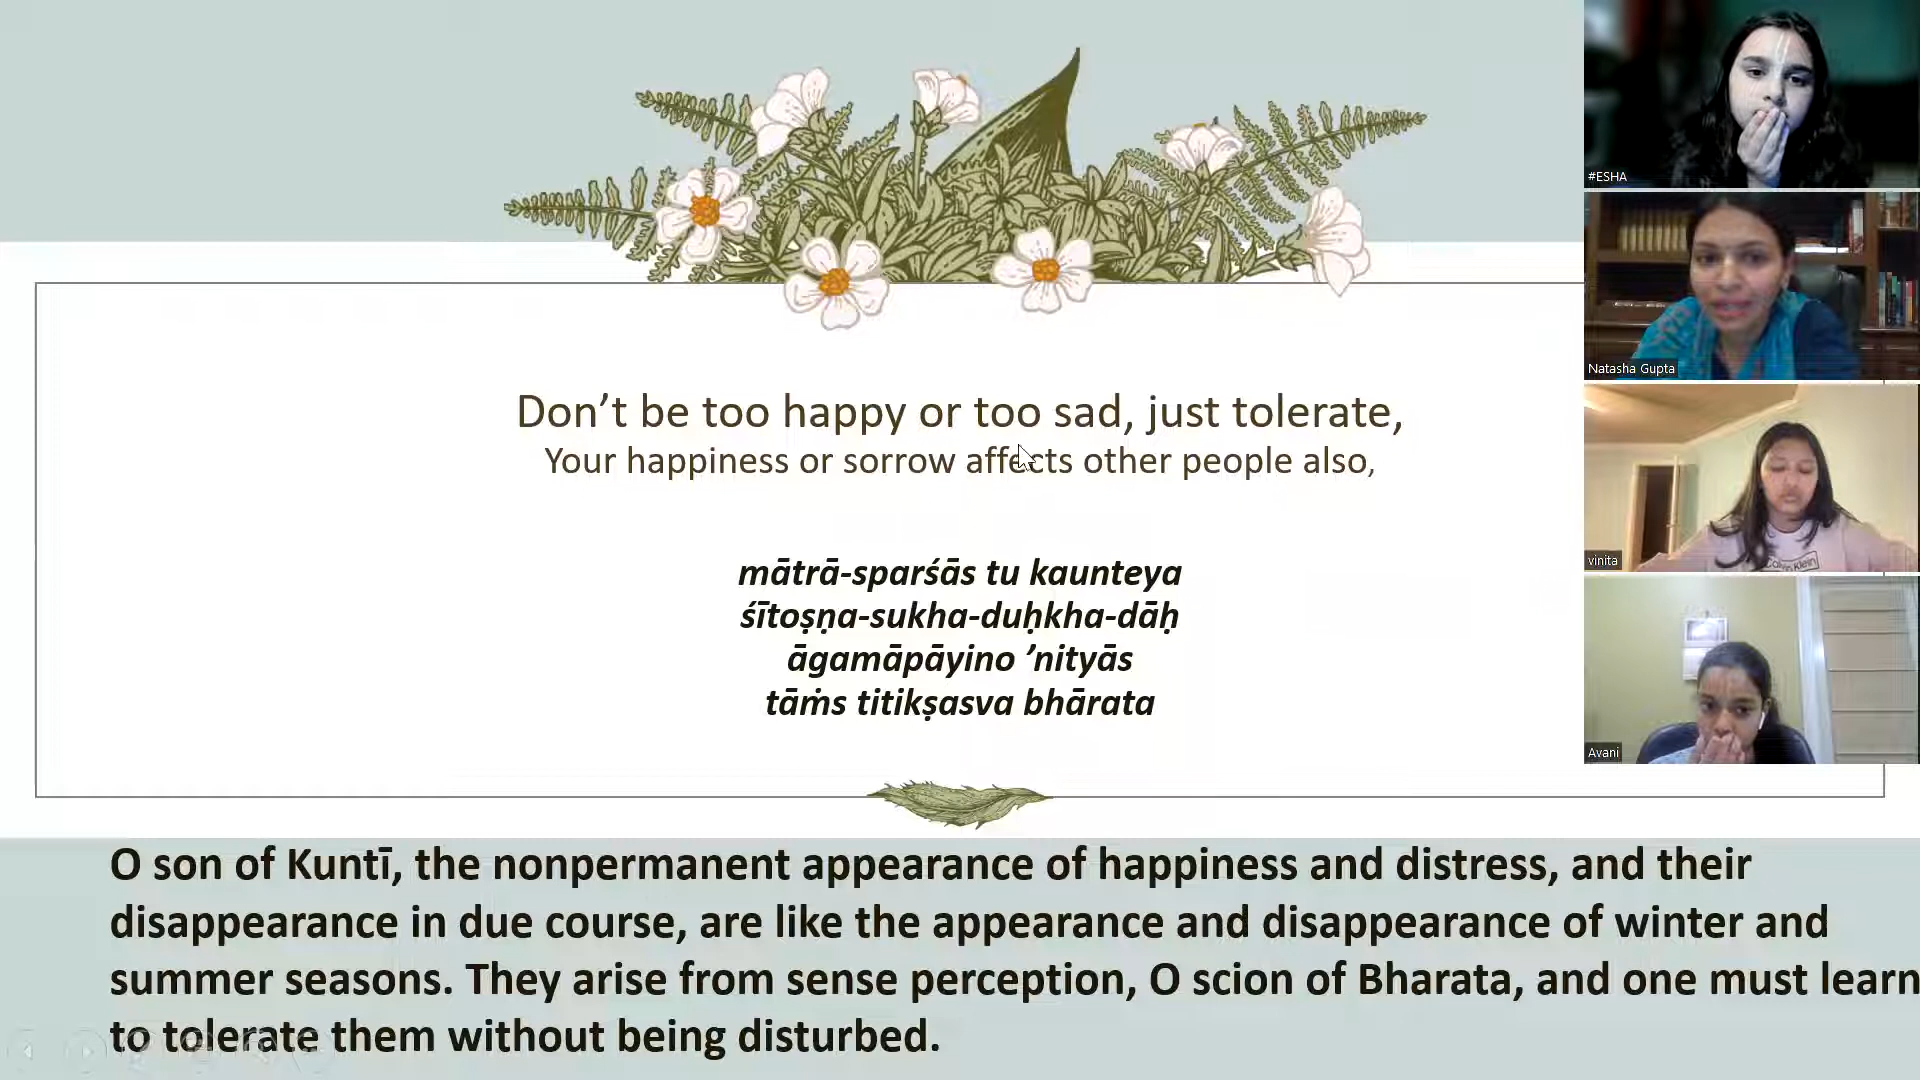 Don’t be too happy or too sad, just tolerate,
Your happiness or sorrow affects other people also,
mātrā-sparśās tu kaunteya
śītoṣṇa-sukha-duḥkha-dāḥ
āgamāpāyino ’nityās
tāṁs titikṣasva bhārata
O son of Kuntī, the nonpermanent appearance of happiness and distress, and their
disappearance in due course, are like the appearance and disappearance of winter and
summer seasons. They arise from sense perception, O scion of Bharata, and one must learn
to tolerate them without being disturbed.
#ESHA
Natasha Gupta
vinita
Calvin Klein
Avani